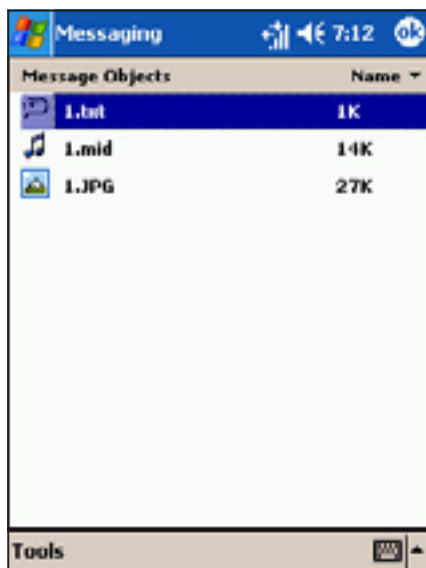 Messaging 7:12 ok
Message Objects Name
1.txt 1K
1.mid 14K
1.JPG 27K
Tools